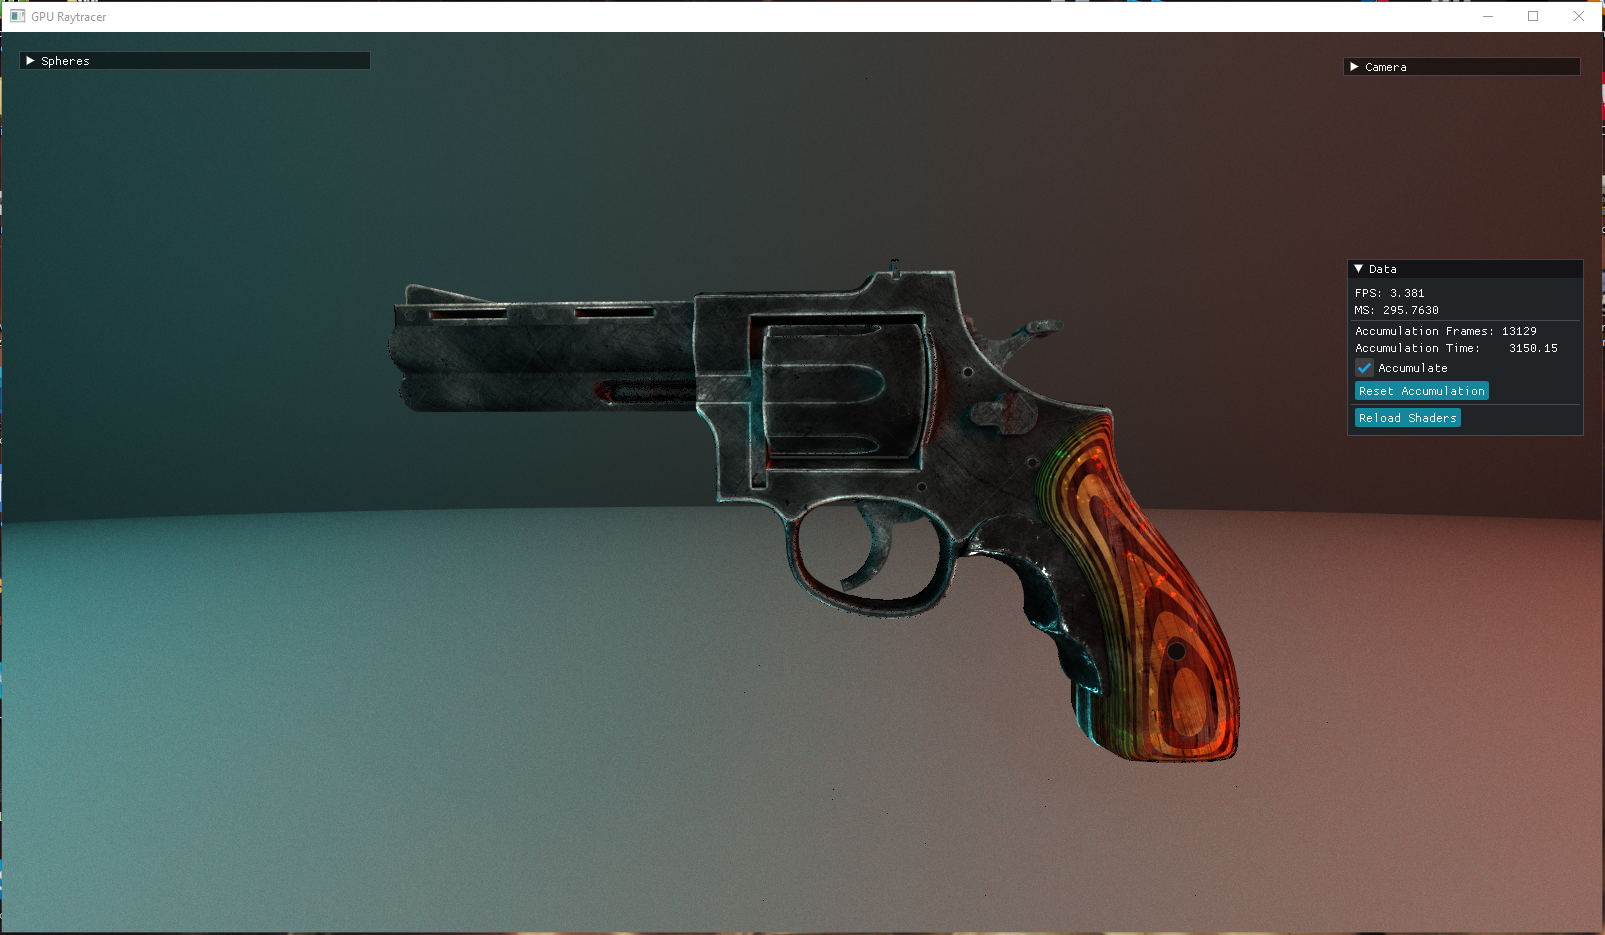 GPU Raytracer
Spheres
Camera
Data
FPS: 3.381
MS: 295.7630
Accumulation Frames: 13129
Accumulation Time: 3150.15
Accumulate
Reset Accumulation
Reload Shaders